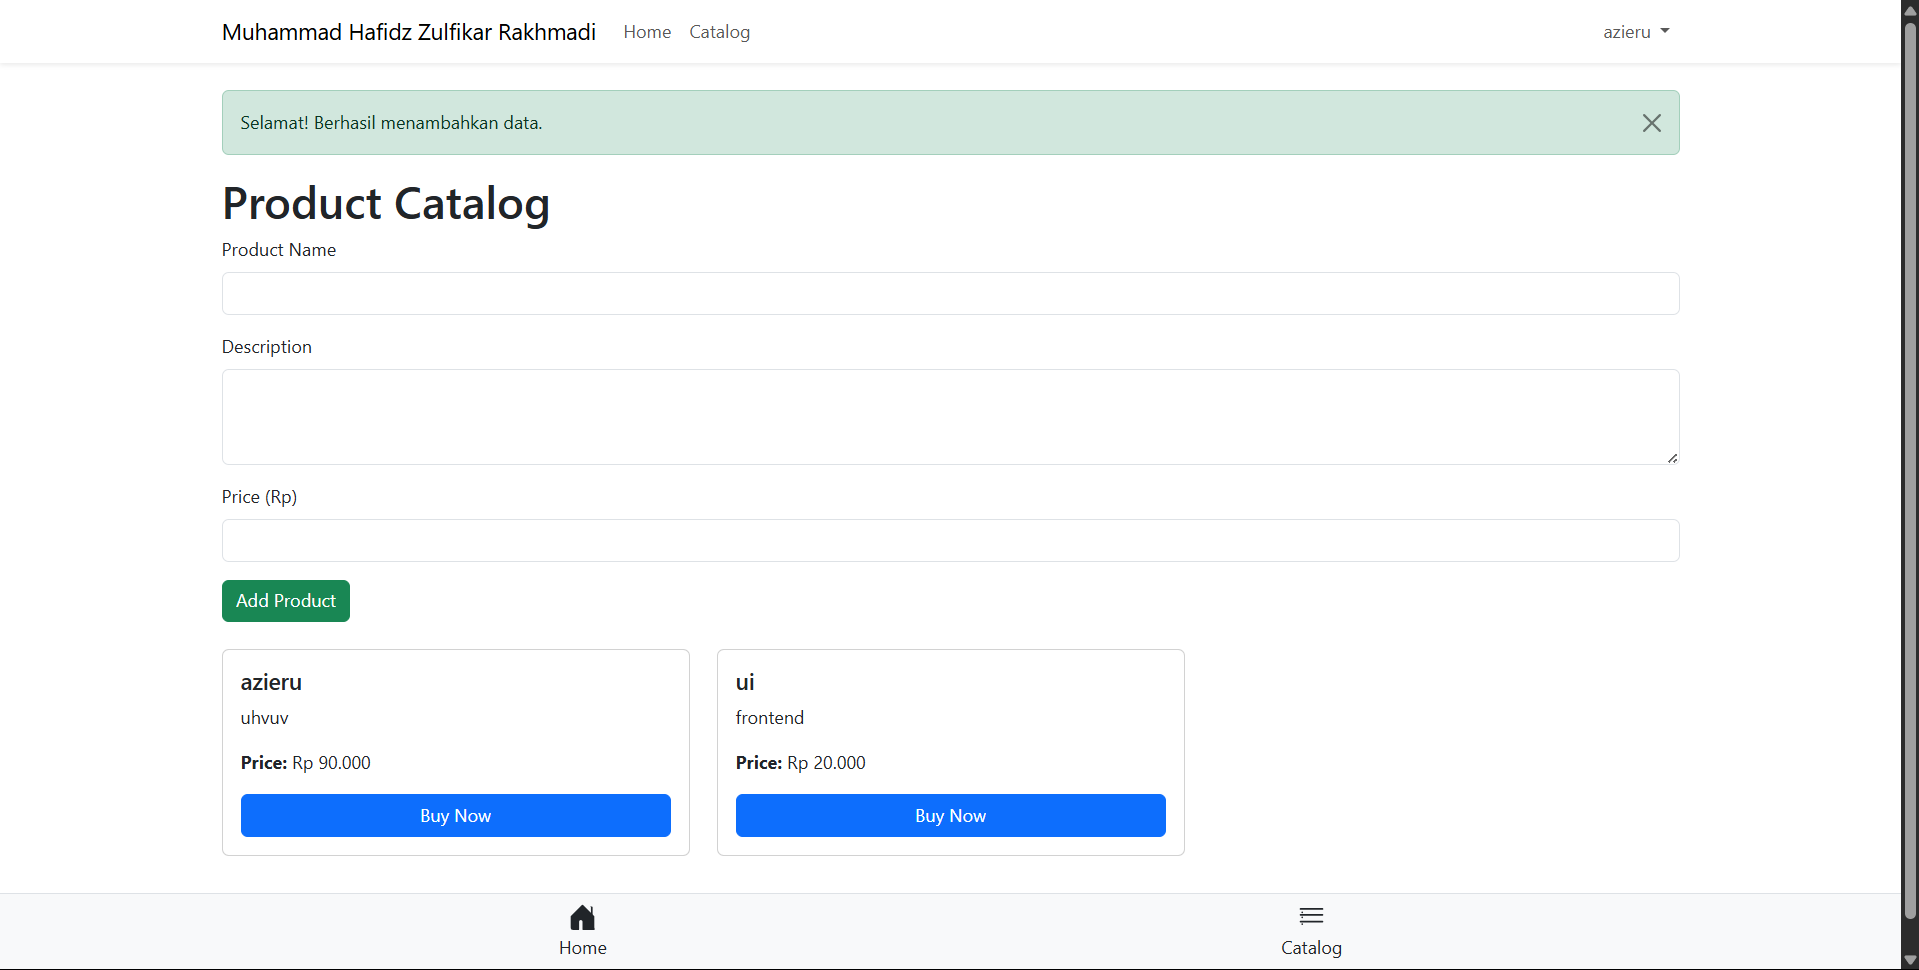 Muhammad Hafidz Zulfikar Rakhmadi Home Catalog azieru
Selamat! Berhasil menambahkan data.
Product Catalog
Product Name
Description
Price (Rp)
Add Product
azieru
uhvuv
Price: Rp 90.000
Buy Now
ui
frontend
Price: Rp 20.000
Buy Now
Home
Catalog